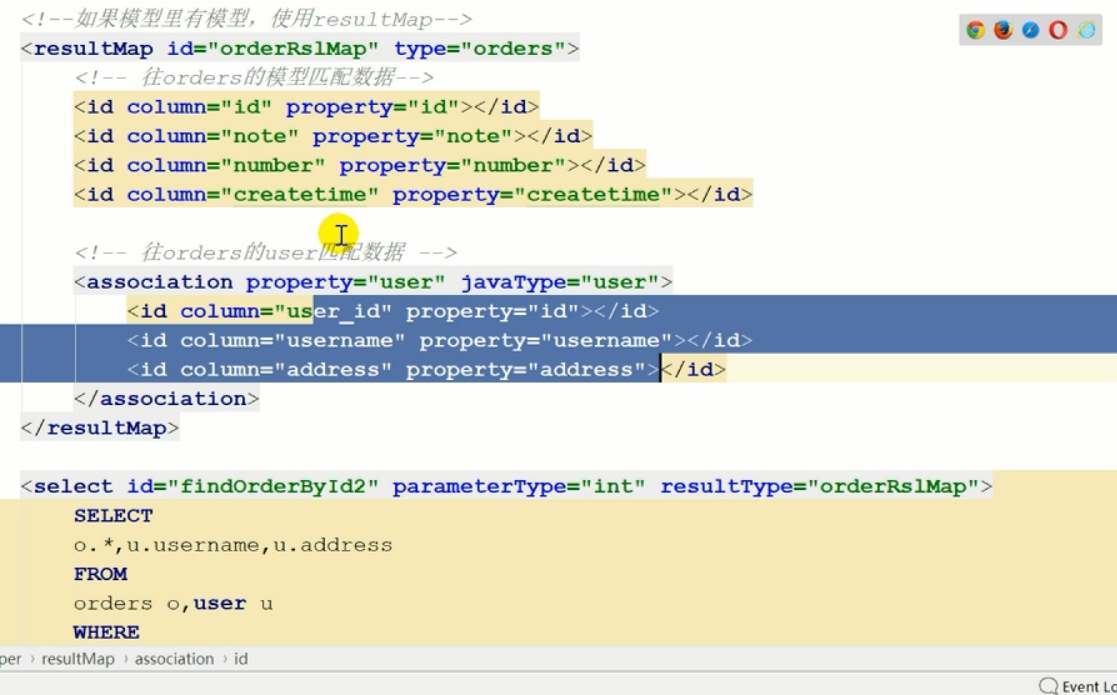 <!--如果模型里有模型，使用resultMap-->
<resultMap id="orderRslMap" type="orders">
<!-- 往orders的模型匹配数据-->
<id column="id" property="id"></id>
<id column="note" property="note"></id>
<id column="number" property="number"></id>
<id column="createtime" property="createtime"></id>
<!-- 往orders的user匹配数据 -->
<association property="user" javaType="user">
<id column="user_id" property="id"></id>
<id column="username" property="username"></id>
<id column="address" property="address"></id>
</association>
</resultMap>
<select id="findOrderById2" parameterType="int" resultType="orderRslMap">
SELECT
o.*,u.username,u.address
FROM
orders o,user u
WHERE
per › resultMap › association › id
Event Lo